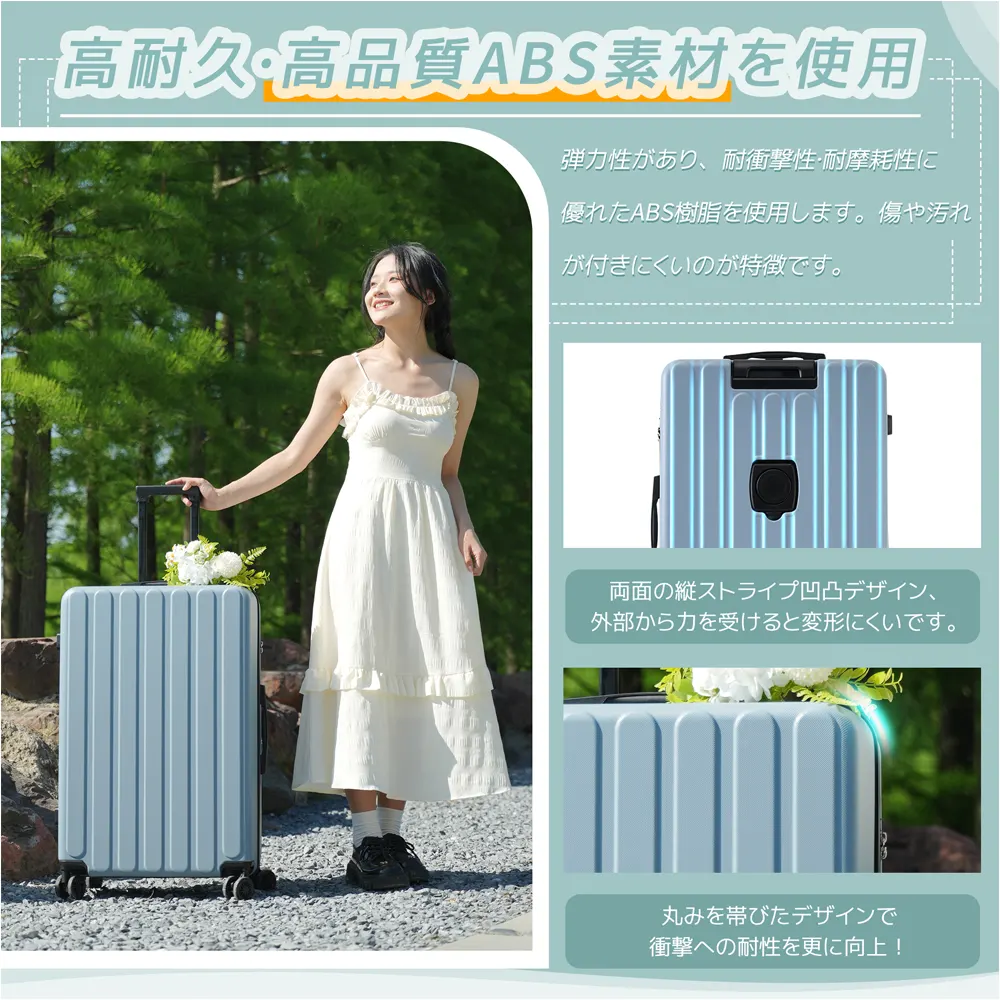 高耐久·高品質ABS素材を使用
弾力性があり、耐衝撃性·耐摩耗性に
優れたABS樹脂を使用します。傷や汚れ
が付きにくいのが特徴です。
両面の縦ストライプ凹凸デザイン、
外部から力を受けると変形にくいです。
丸みを帯びたデザインで
衝撃への耐性を更に向上！